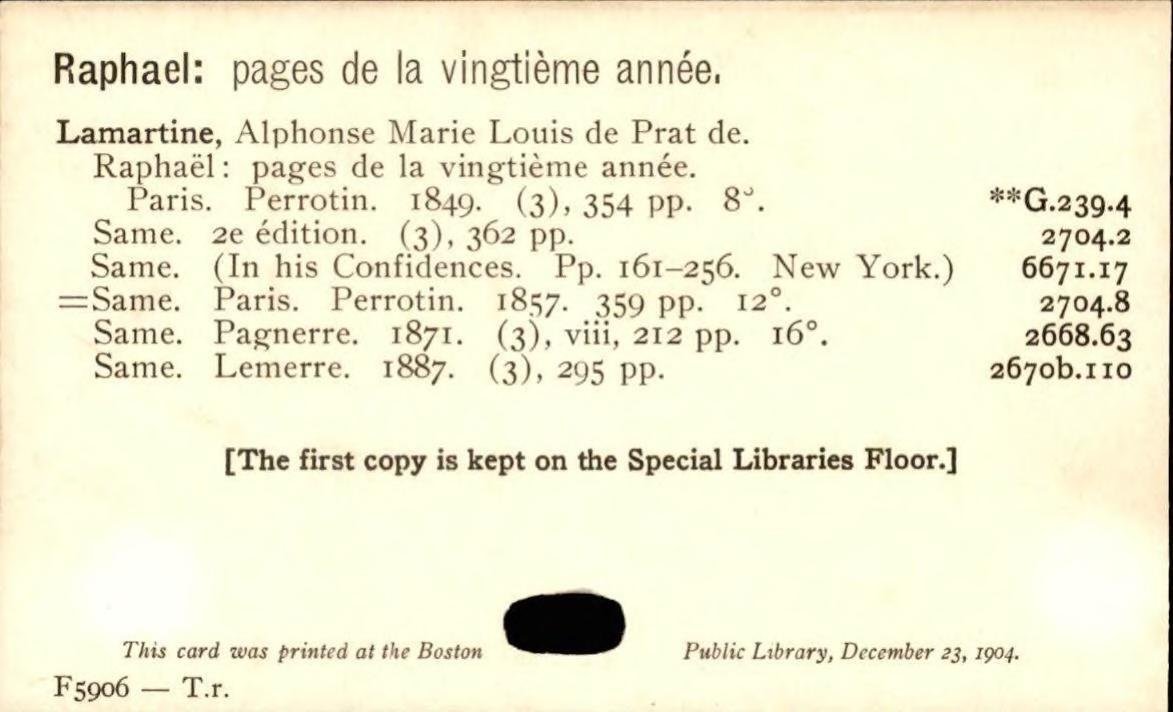 Raphael: pages de la vingtième année.
Lamartine, Alphonse Marie Louis de Prat de.
Raphaël: pages de la vingtième année.
Paris. Perrotin. 1849. (3), 354 pp. 8°. **G.239.4
Same. 2e édition. (3), 362 pp. 2704.2
Same. (In his Confidences. Pp. 161–256. New York.) 6671.17
=Same. Paris. Perrotin. 1857. 359 pp. 12°. 2704.8
Same. Pagnerre. 1871. (3), viii, 212 pp. 16°. 2668.63
Same. Lemerre. 1887. (3), 295 pp. 2670b.110
[The first copy is kept on the Special Libraries Floor.]
This card was printed at the Boston Public Library, December 23, 1904.
F5906 — T.r.